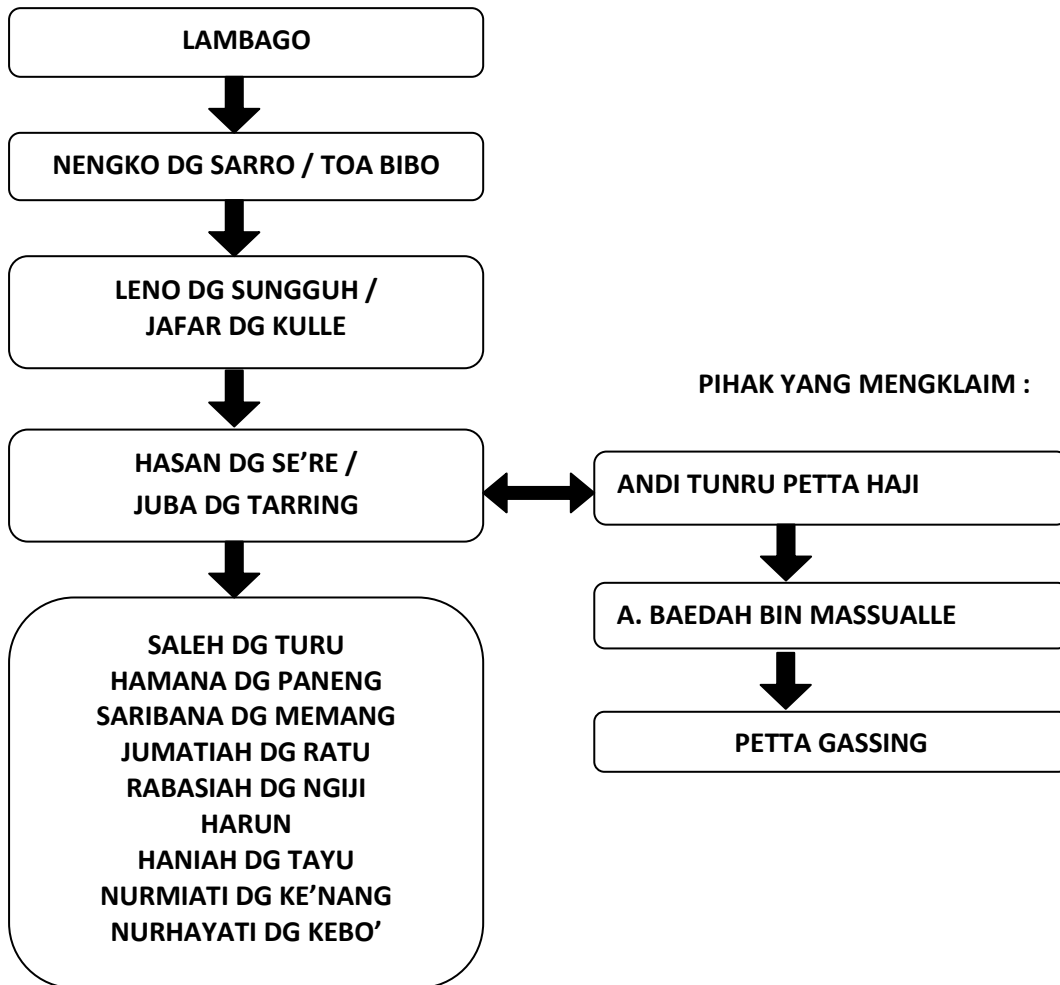 LAMBAGO
NENGKO DG SARRO / TOA BIBO
LENO DG SUNGGUH /
JAFAR DG KULLE
HASAN DG SE’RE /
JUBA DG TARRING
SALEH DG TURU
HAMANA DG PANENG
SARIBANA DG MEMANG
JUMATIAH DG RATU
RABASIAH DG NGIJI
HARUN
HANIAH DG TAYU
NURMIATI DG KE’NANG
NURHAYATI DG KEBO’
PIHAK YANG MENGKLAIM :
ANDI TUNRU PETTA HAJI
A. BAEDAH BIN MASSUALLE
PETTA GASSING